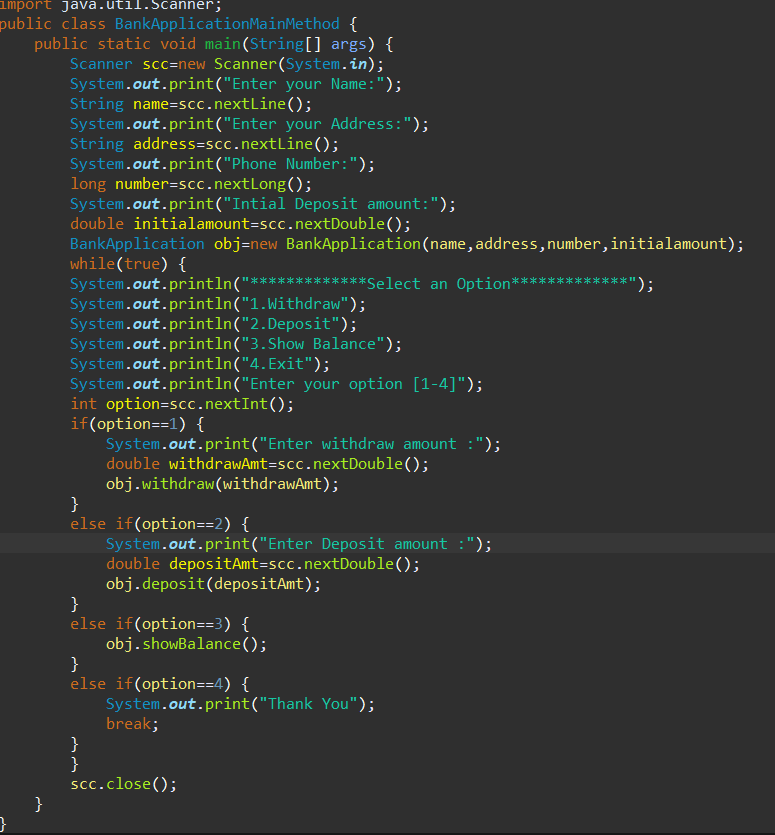 import java.util.Scanner;
public class BankApplicationMainMethod {
    public static void main(String[] args) {
        Scanner scc=new Scanner(System.in);
        System.out.print("Enter your Name:");
        String name=scc.nextLine();
        System.out.print("Enter your Address:");
        String address=scc.nextLine();
        System.out.print("Phone Number:");
        long number=scc.nextLong();
        System.out.print("Intial Deposit amount:");
        double initialamount=scc.nextDouble();
        BankApplication obj=new BankApplication(name,address,number,initialamount);
        while(true) {
        System.out.println("*************Select an Option*************");
        System.out.println("1.Withdraw");
        System.out.println("2.Deposit");
        System.out.println("3.Show Balance");
        System.out.println("4.Exit");
        System.out.println("Enter your option [1-4]");
        int option=scc.nextInt();
        if(option==1) {
            System.out.print("Enter withdraw amount :");
            double withdrawAmt=scc.nextDouble();
            obj.withdraw(withdrawAmt);
        }
        else if(option==2) {
            System.out.print("Enter Deposit amount :");
            double depositAmt=scc.nextDouble();
            obj.deposit(depositAmt);
        }
        else if(option==3) {
            obj.showBalance();
        }
        else if(option==4) {
            System.out.print("Thank You");
            break;
        }
        }
        scc.close();
    }
}